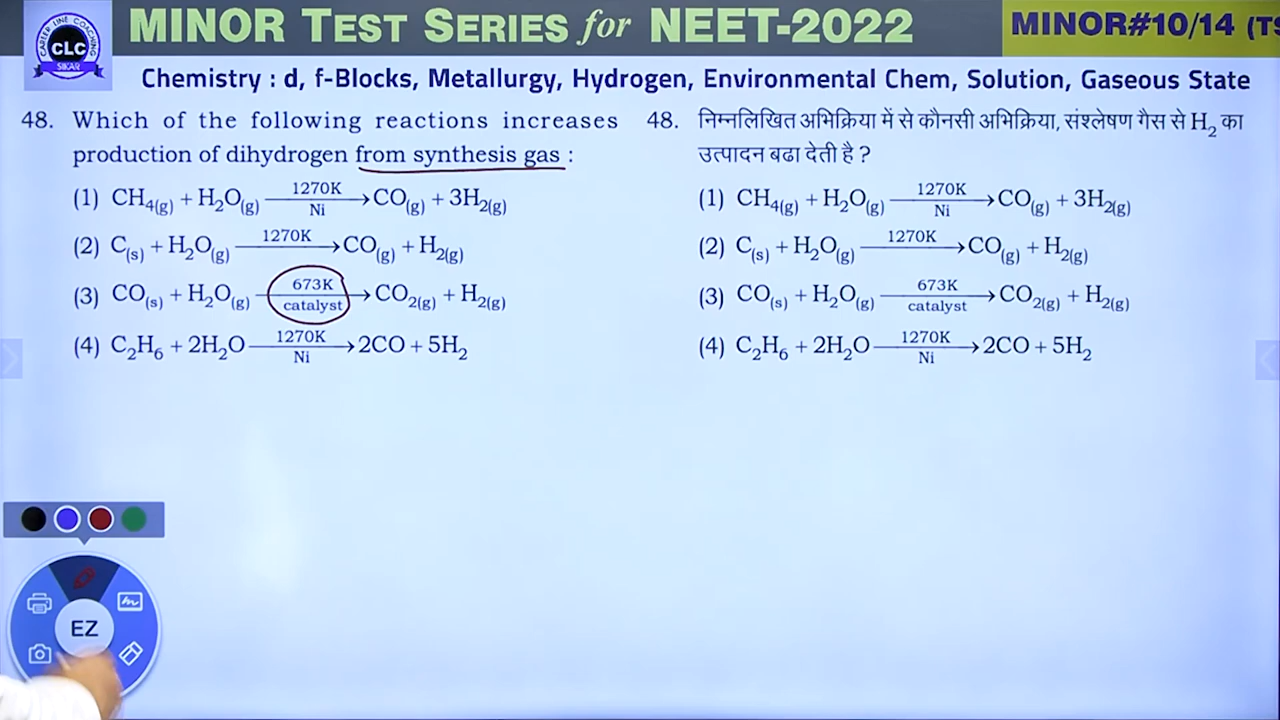 CAREER LINE COACHING
CLC
SIKAR
MINOR TEST SERIES for NEET-2022
MINOR#10/14 (TS
Chemistry : d, f-Blocks, Metallurgy, Hydrogen, Environmental Chem, Solution, Gaseous State
48. Which of the following reactions increases production of dihydrogen from synthesis gas :
(1) CH₄(g) + H₂O(g) —1270K/Ni→ CO(g) + 3H₂(g)
(2) C(s) + H₂O(g) —1270K→ CO(g) + H₂(g)
(3) CO(s) + H₂O(g) —673K/catalyst→ CO₂(g) + H₂(g)
(4) C₂H₆ + 2H₂O —1270K/Ni→ 2CO + 5H₂
48. निम्नलिखित अभिक्रिया में से कौनसी अभिक्रिया, संश्लेषण गैस से H₂ का
उत्पादन बढा देती है ?
(1) CH₄(g) + H₂O(g) —1270K/Ni→ CO(g) + 3H₂(g)
(2) C(s) + H₂O(g) —1270K→ CO(g) + H₂(g)
(3) CO(s) + H₂O(g) —673K/catalyst→ CO₂(g) + H₂(g)
(4) C₂H₆ + 2H₂O —1270K/Ni→ 2CO + 5H₂
EZ